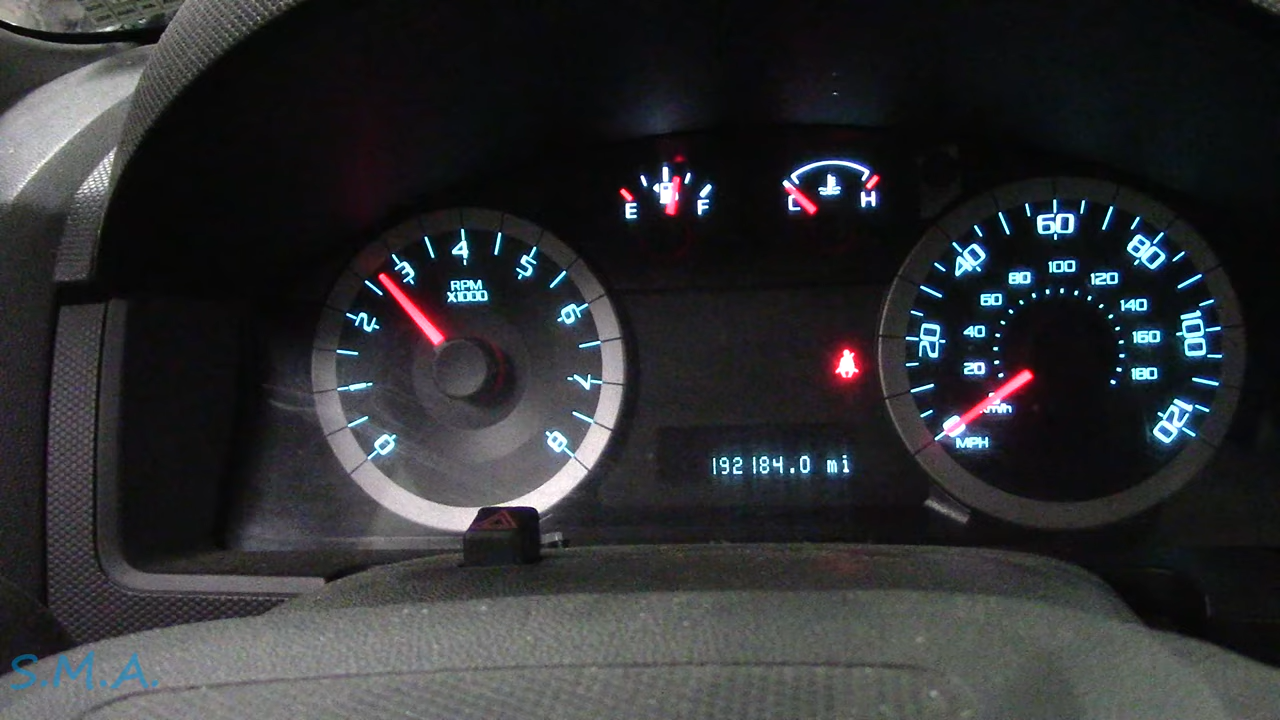 E F
C H
0 1 2 3 4 5 6 7 8
RPM
X1000
0 20 40 60 80 100 120
20 40 60 80 100 120 140 160 180
km/h
MPH
192184.0 mi
S.M.A.